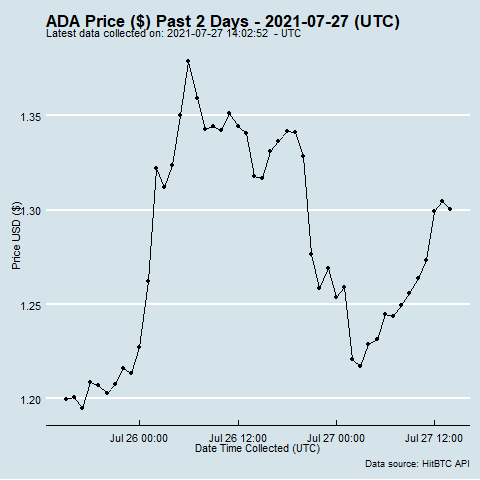 ADA Price ($) Past 2 Days - 2021-07-27 (UTC)
Latest data collected on: 2021-07-27 14:02:52 - UTC
Price USD ($)
1.35
1.30
1.25
1.20
Jul 26 00:00
Jul 26 12:00
Jul 27 00:00
Jul 27 12:00
Date Time Collected (UTC)
Data source: HitBTC API